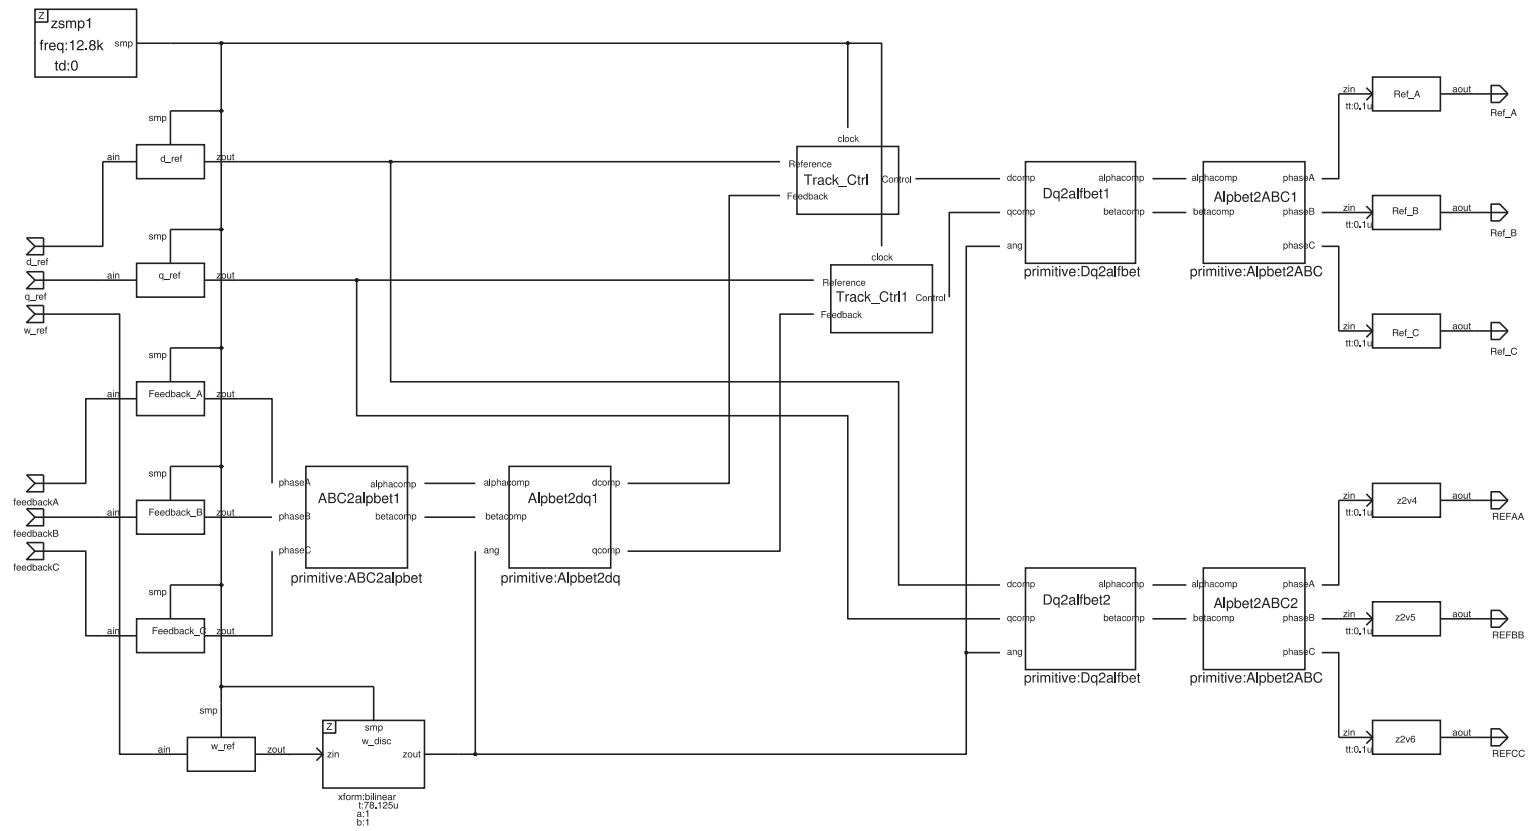 Z
zsmp1
freq:12.8k
smp
td:0
smp
ain
d_ref
zout
d_ref
smp
ain
q_ref
zout
q_ref
w_ref
smp
ain
Feedback_A
zout
feedbackA
smp
ain
Feedback_B
zout
feedbackB
feedbackC
smp
ain
Feedback_C
zout
smp
ain
w_ref
zout
Z
smp
w_disc
zin
zout
xform:bilinear
t:78.125u
a:1
b:1
phaseA
phaseB
phaseC
ABC2alpbet1
alphacomp
betacomp
primitive:ABC2alpbet
alphacomp
betacomp
ang
Alpbet2dq1
dcomp
qcomp
primitive:Alpbet2dq
clock
Reference
Track_Ctrl
Control
Feedback
clock
Reference
Track_Ctrl1
Control
Feedback
dcomp
qcomp
ang
Dq2alfbet1
alphacomp
betacomp
primitive:Dq2alfbet
alphacomp
betacomp
Alpbet2ABC1
phaseA
phaseB
phaseC
primitive:Alpbet2ABC
zin
tt:0.1u
Ref_A
aout
Ref_A
zin
tt:0.1u
Ref_B
aout
Ref_B
zin
tt:0.1u
Ref_C
aout
Ref_C
dcomp
qcomp
ang
Dq2alfbet2
alphacomp
betacomp
primitive:Dq2alfbet
alphacomp
betacomp
Alpbet2ABC2
phaseA
phaseB
phaseC
primitive:Alpbet2ABC
zin
tt:0.1u
z2v4
aout
REFAA
zin
tt:0.1u
z2v5
aout
REFBB
zin
tt:0.1u
z2v6
aout
REFCC